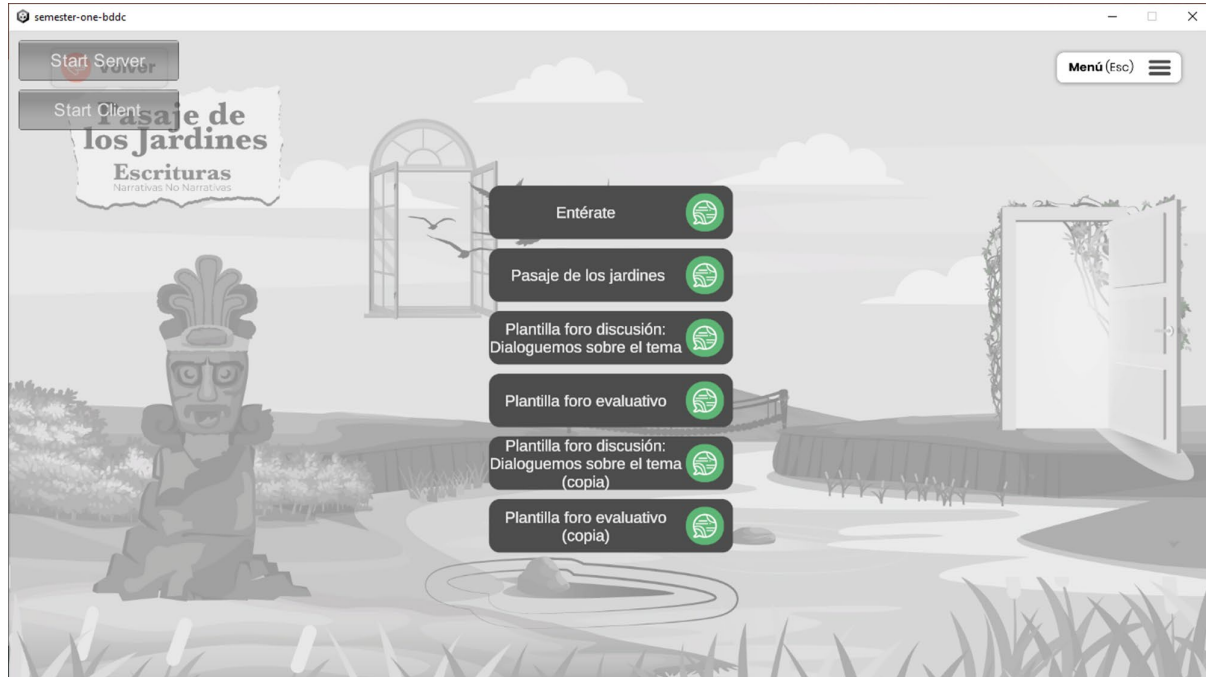 semester-one-bddc
Start Server
Volver
Menú (Esc)
Start Client
Pasaje de
los Jardines
Escrituras
Narrativas No Narrativas
Entérate
Pasaje de los jardines
Plantilla foro discusión:
Dialoguemos sobre el tema
Plantilla foro evaluativo
Plantilla foro discusión:
Dialoguemos sobre el tema
(copia)
Plantilla foro evaluativo
(copia)